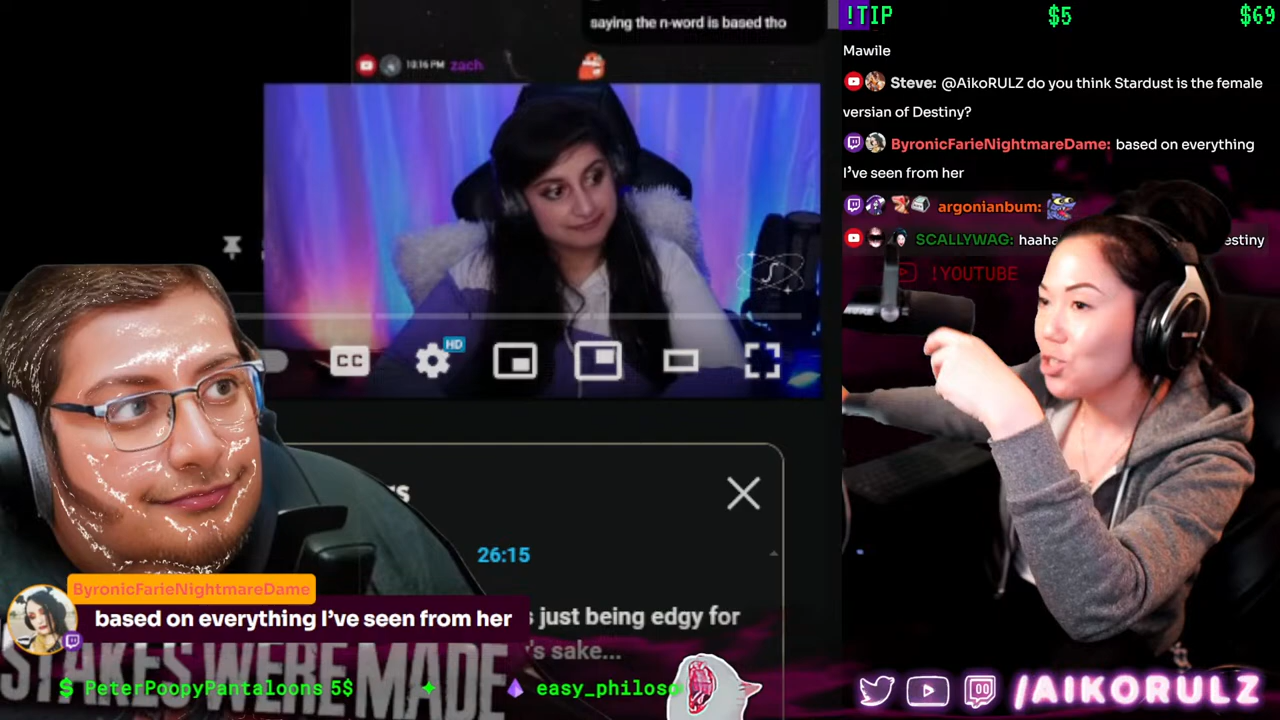 saying the n-word is based tho
10:16 PM zach
CC
HD
26:15
s just being edgy for
's sake...
ByronicFarieNightmareDame
based on everything I've seen from her
STAKES WERE MADE
$ PeterPoopyPantaloons 5$
easy_philoso
!TIP $5 $69
Mawile
Steve: @AikoRULZ do you think Stardust is the female
versian of Destiny?
ByronicFarieNightmareDame: based on everything
I've seen from her
argonianbum:
SCALLYWAG: haaha estiny
!YOUTUBE
/AIKORULZ